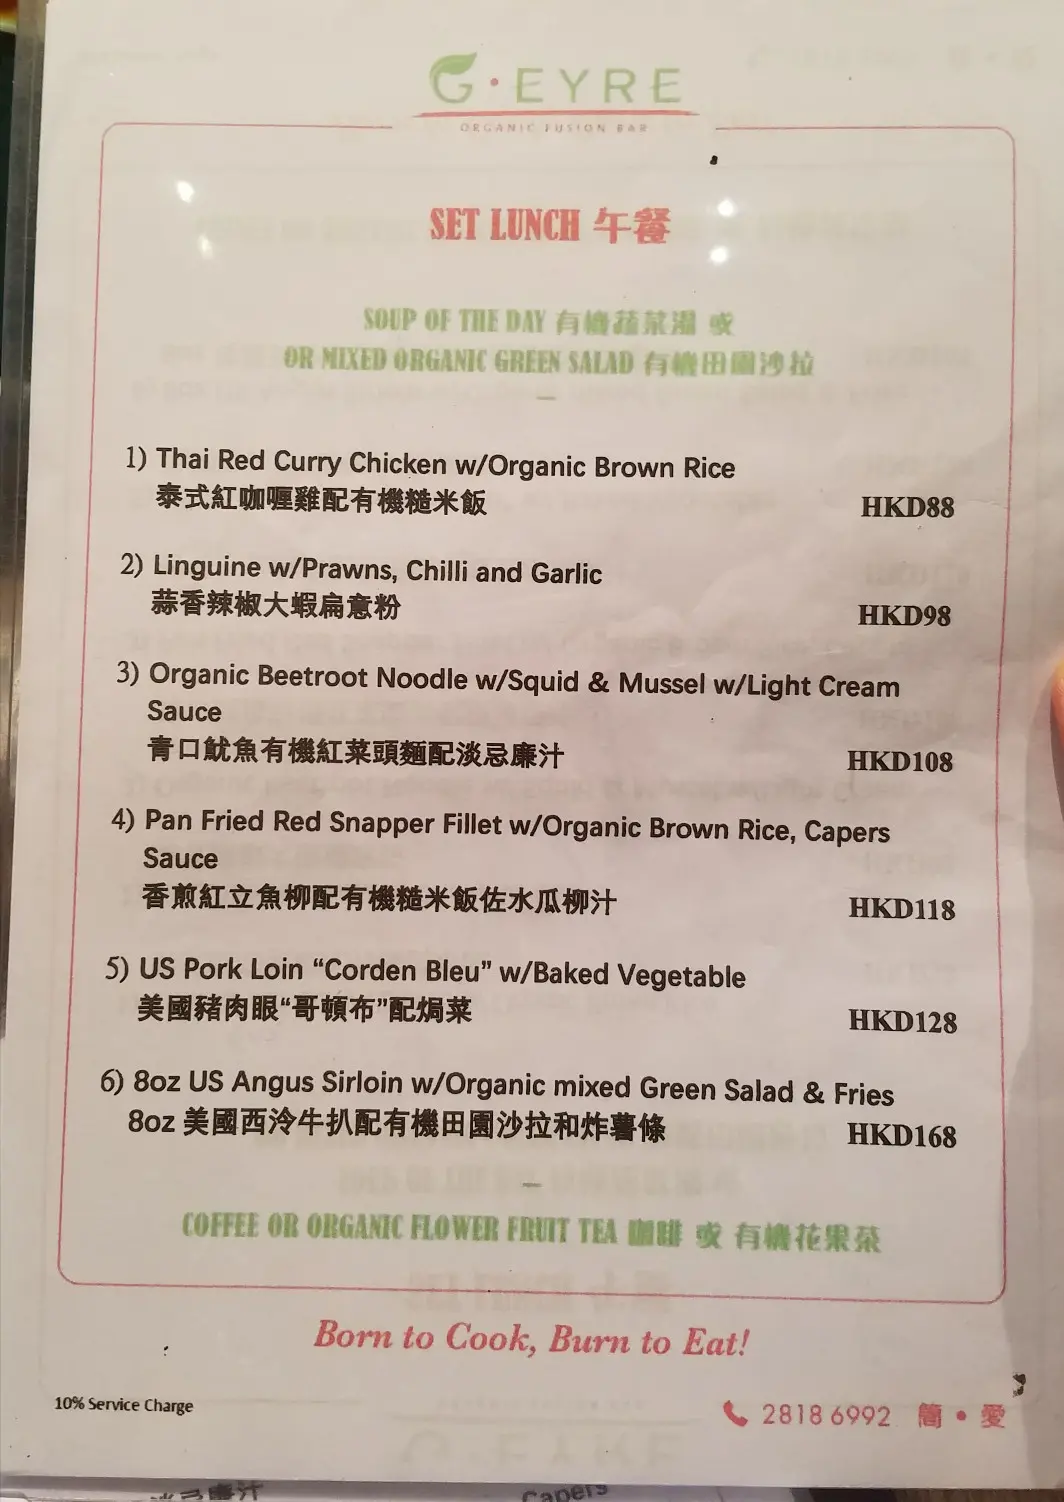 G·EYRE
ORGANIC FUSION BAR
SET LUNCH 午餐
SOUP OF THE DAY 有機蔬菜湯 或
OR MIXED ORGANIC GREEN SALAD 有機田園沙拉
1) Thai Red Curry Chicken w/Organic Brown Rice
泰式紅咖喱雞配有機糙米飯 HKD88
2) Linguine w/Prawns, Chilli and Garlic
蒜香辣椒大蝦扁意粉 HKD98
3) Organic Beetroot Noodle w/Squid & Mussel w/Light Cream
Sauce
青口魷魚有機紅菜頭麵配淡忌廉汁 HKD108
4) Pan Fried Red Snapper Fillet w/Organic Brown Rice, Capers
Sauce
香煎紅立魚柳配有機糙米飯佐水瓜柳汁 HKD118
5) US Pork Loin “Corden Bleu” w/Baked Vegetable
美國豬肉眼“哥頓布”配焗菜 HKD128
6) 8oz US Angus Sirloin w/Organic mixed Green Salad & Fries
8oz 美國西冷牛扒配有機田園沙拉和炸薯條 HKD168
COFFEE OR ORGANIC FLOWER FRUIT TEA 咖啡 或 有機花果茶
Born to Cook, Burn to Eat!
10% Service Charge
2818 6992 簡·愛
Capers